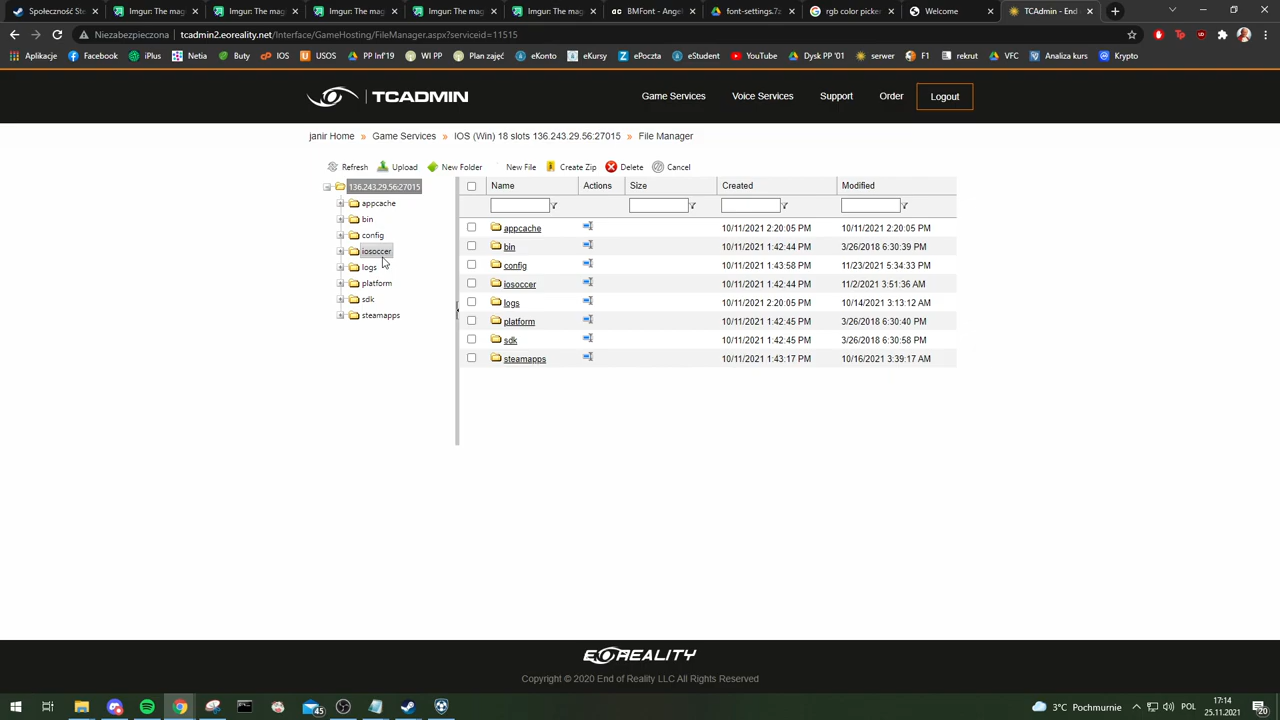 Społeczność Ste
Imgur: The mag
Imgur: The mag
Imgur: The mag
Imgur: The mag
Imgur: The mag
BMFont - Angel
font-settings.7z
rgb color picker
Welcome
TCAdmin - End
Niezabezpieczona
tcadmin2.eoreality.net/Interface/GameHosting/FileManager.aspx?serviceid=11515
Aplikacje
Facebook
iPlus
Netia
Buty
IOS
USOS
PP Inf'19
WI PP
Plan zajęć
eKonto
eKursy
ePoczta
eStudent
YouTube
Dysk PP '01
serwer
F1
rekrut
VFC
Analiza kurs
Krypto
TCADMIN
Game Services
Voice Services
Support
Order
Logout
janir Home » Game Services » IOS (Win) 18 slots 136.243.29.56:27015 » File Manager
Refresh
Upload
New Folder
New File
Create Zip
Delete
Cancel
136.243.29.56:27015
appcache
bin
config
iosoccer
logs
platform
sdk
steamapps
Name Actions Size Created Modified
appcache 10/11/2021 2:20:05 PM 10/11/2021 2:20:05 PM
bin 10/11/2021 1:42:44 PM 3/26/2018 6:30:39 PM
config 10/11/2021 1:43:58 PM 11/23/2021 5:34:33 PM
iosoccer 10/11/2021 1:42:44 PM 11/2/2021 3:51:36 AM
logs 10/11/2021 2:20:05 PM 10/14/2021 3:13:12 AM
platform 10/11/2021 1:42:45 PM 3/26/2018 6:30:40 PM
sdk 10/11/2021 1:42:45 PM 3/26/2018 6:30:58 PM
steamapps 10/11/2021 1:43:17 PM 10/16/2021 3:39:17 AM
EOREALITY
Copyright © 2020 End of Reality LLC All Rights Reserved
45
3°C Pochmurnie
POL
17:14
25.11.2021
20